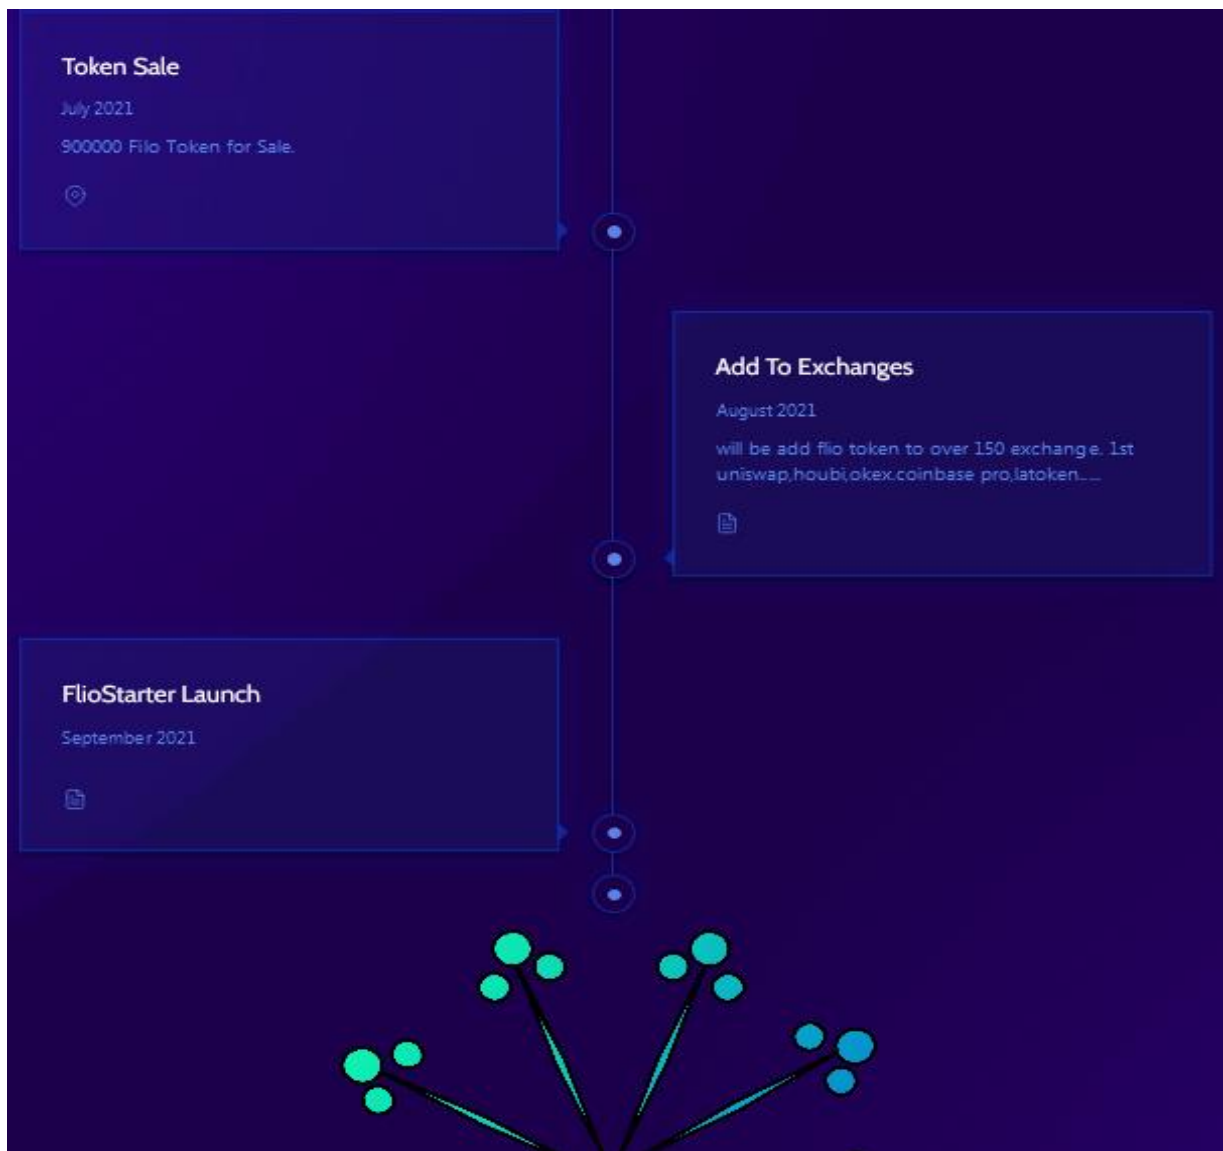 Token Sale
July 2021
900000 Filo Token for Sale.
Add To Exchanges
August 2021
will be add flio token to over 150 exchange. 1st
uniswap,houbi,okex.coinbase pro,latoken.....
FlioStarter Launch
September 2021